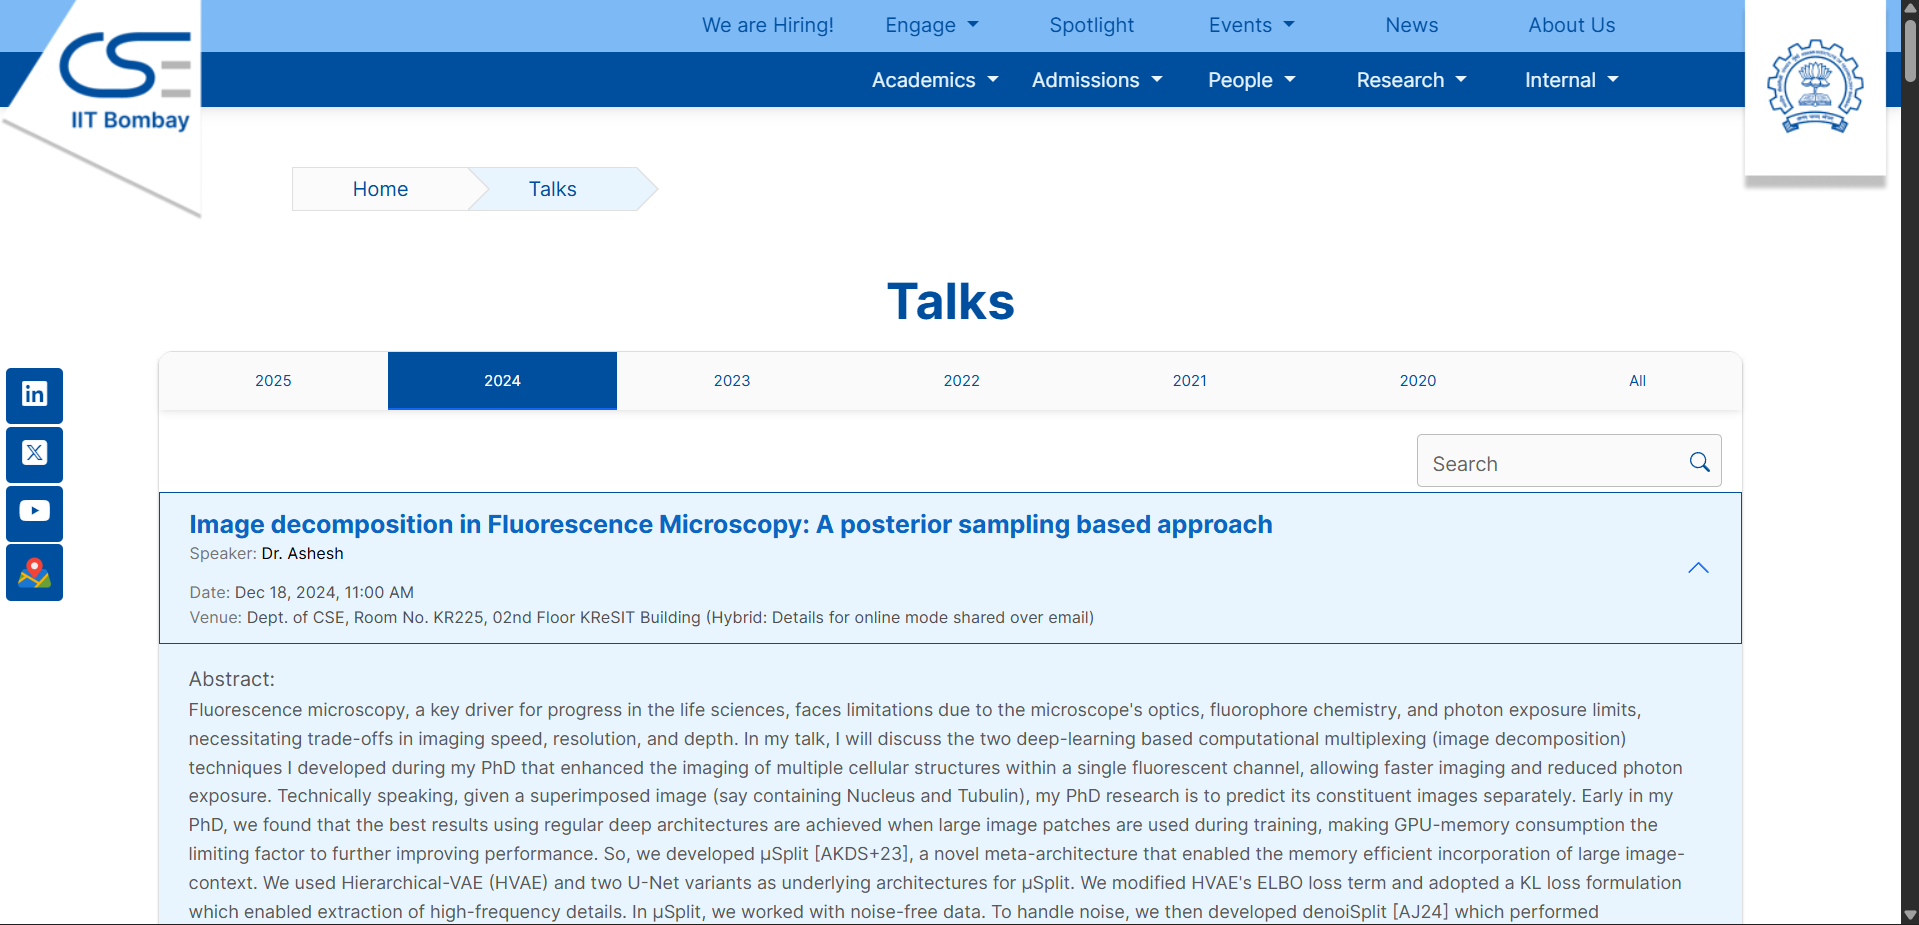 We are Hiring!
Engage
Spotlight
Events
News
About Us
CSE
IIT Bombay
Academics
Admissions
People
Research
Internal
Home
Talks
Talks
2025
2024
2023
2022
2021
2020
All
Search
Image decomposition in Fluorescence Microscopy: A posterior sampling based approach
Speaker: Dr. Ashesh
Date: Dec 18, 2024, 11:00 AM
Venue: Dept. of CSE, Room No. KR225, 02nd Floor KReSIT Building (Hybrid: Details for online mode shared over email)
Abstract:
Fluorescence microscopy, a key driver for progress in the life sciences, faces limitations due to the microscope's optics, fluorophore chemistry, and photon exposure limits,
necessitating trade-offs in imaging speed, resolution, and depth. In my talk, I will discuss the two deep-learning based computational multiplexing (image decomposition)
techniques I developed during my PhD that enhanced the imaging of multiple cellular structures within a single fluorescent channel, allowing faster imaging and reduced photon
exposure. Technically speaking, given a superimposed image (say containing Nucleus and Tubulin), my PhD research is to predict its constituent images separately. Early in my
PhD, we found that the best results using regular deep architectures are achieved when large image patches are used during training, making GPU-memory consumption the
limiting factor to further improving performance. So, we developed μSplit [AKDS+23], a novel meta-architecture that enabled the memory efficient incorporation of large image-
context. We used Hierarchical-VAE (HVAE) and two U-Net variants as underlying architectures for μSplit. We modified HVAE's ELBO loss term and adopted a KL loss formulation
which enabled extraction of high-frequency details. In μSplit, we worked with noise-free data. To handle noise, we then developed denoiSplit [AJ24] which performed